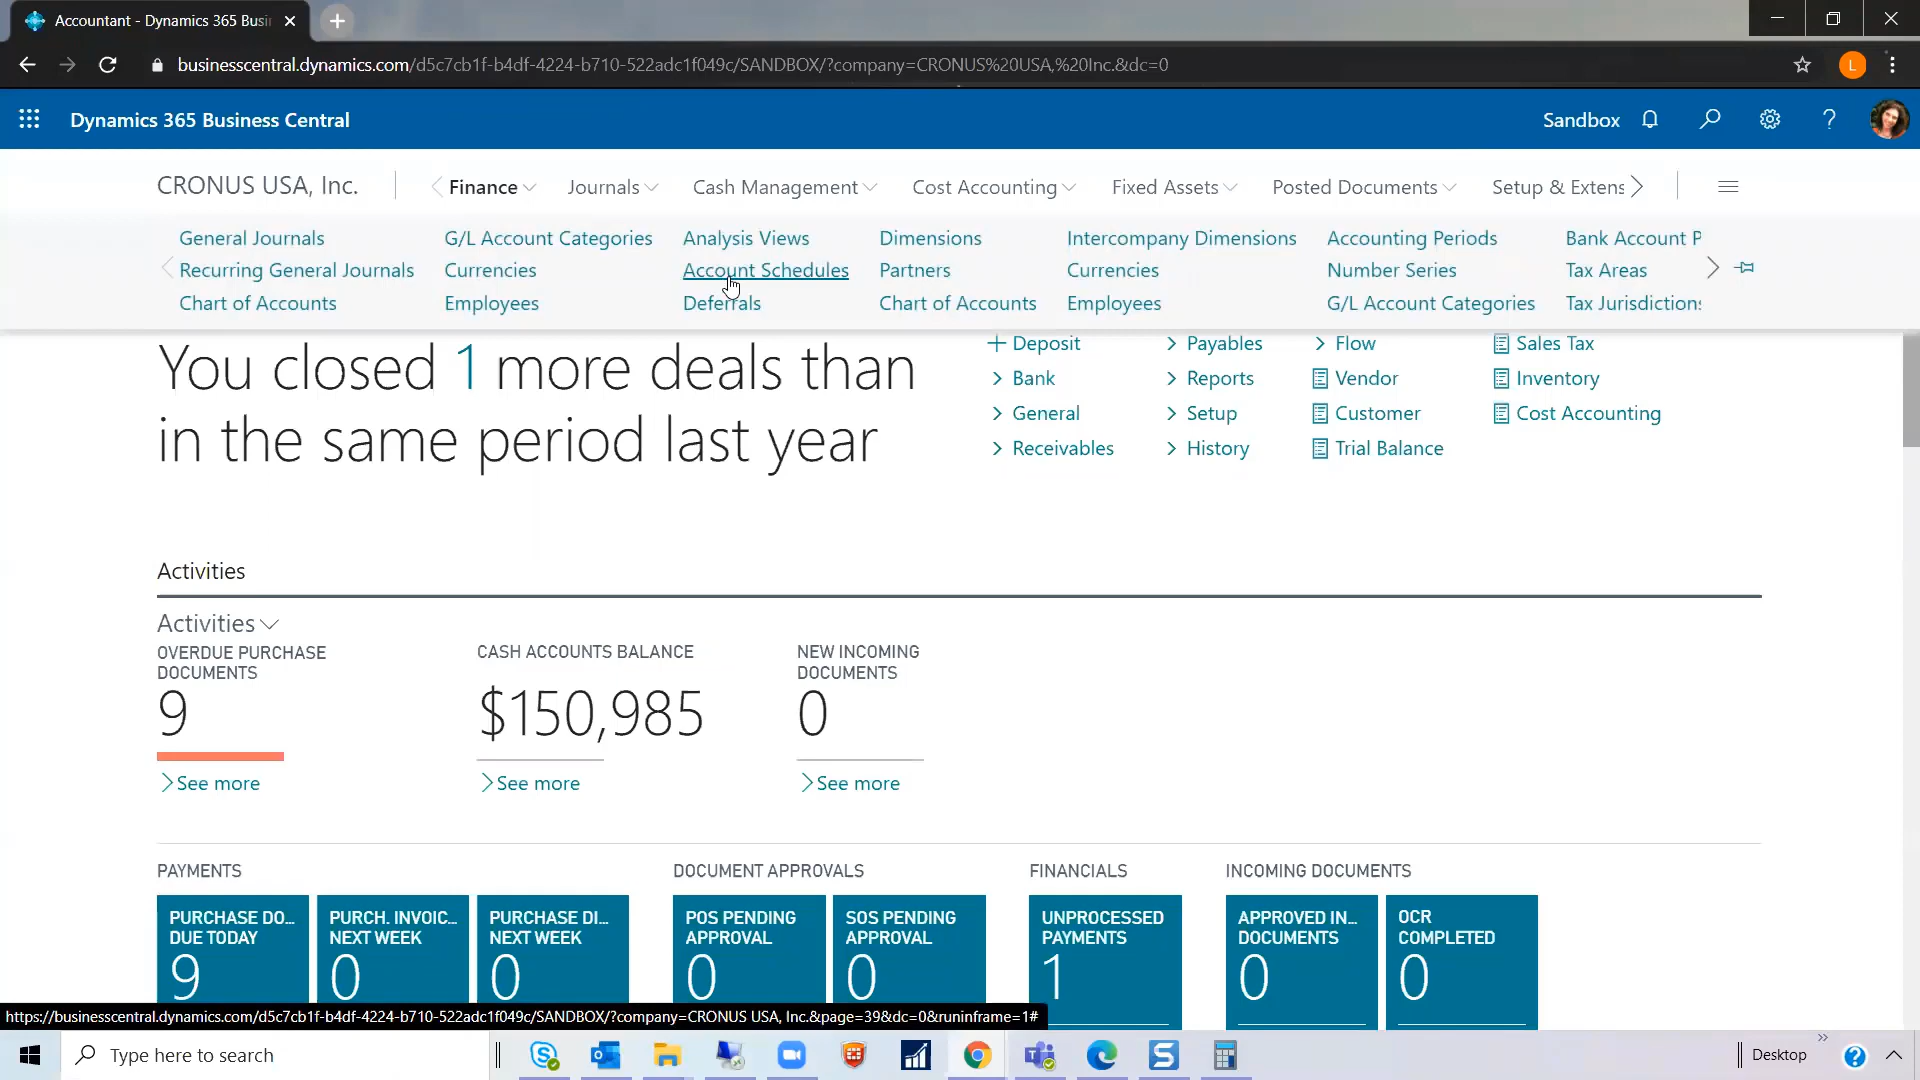 Accountant - Dynamics 365 Busi
businesscentral.dynamics.com/d5c7cb1f-b4df-4224-b710-522adc1f049c/SANDBOX/?company=CRONUS%20USA,%20Inc.&dc=0
L
Dynamics 365 Business Central
Sandbox
CRONUS USA, Inc.
Finance
Journals
Cash Management
Cost Accounting
Fixed Assets
Posted Documents
Setup & Extens
General Journals
G/L Account Categories
Analysis Views
Dimensions
Intercompany Dimensions
Accounting Periods
Bank Account P
Recurring General Journals
Currencies
Account Schedules
Partners
Currencies
Number Series
Tax Areas
Chart of Accounts
Employees
Deferrals
Chart of Accounts
Employees
G/L Account Categories
Tax Jurisdictions
You closed 1 more deals than
in the same period last year
+ Deposit
> Payables
> Flow
Sales Tax
> Bank
> Reports
Vendor
Inventory
> General
> Setup
Customer
Cost Accounting
> Receivables
> History
Trial Balance
Activities
Activities
OVERDUE PURCHASE
DOCUMENTS
9
> See more
CASH ACCOUNTS BALANCE
$150,985
> See more
NEW INCOMING
DOCUMENTS
0
> See more
PAYMENTS
PURCHASE DO...
DUE TODAY
9
PURCH. INVOIC...
NEXT WEEK
0
PURCHASE DI...
NEXT WEEK
0
DOCUMENT APPROVALS
POS PENDING
APPROVAL
0
SOS PENDING
APPROVAL
0
FINANCIALS
UNPROCESSED
PAYMENTS
1
INCOMING DOCUMENTS
APPROVED IN...
DOCUMENTS
0
OCR
COMPLETED
0
https://businesscentral.dynamics.com/d5c7cb1f-b4df-4224-b710-522adc1f049c/SANDBOX/?company=CRONUS USA, Inc.&page=39&dc=0&runinframe=1#
Type here to search
Desktop